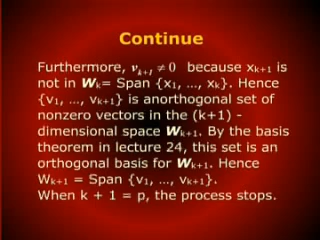 Continue
Furthermore, vₖ₊₁ ≠ 0 because xₖ₊₁ is
not in Wₖ= Span {x₁, …, xₖ}. Hence
{v₁, …, vₖ₊₁} is anorthogonal set of
nonzero vectors in the (k+1) -
dimensional space Wₖ₊₁. By the basis
theorem in lecture 24, this set is an
orthogonal basis for Wₖ₊₁. Hence
Wₖ₊₁ = Span {v₁, …, vₖ₊₁}.
When k + 1 = p, the process stops.